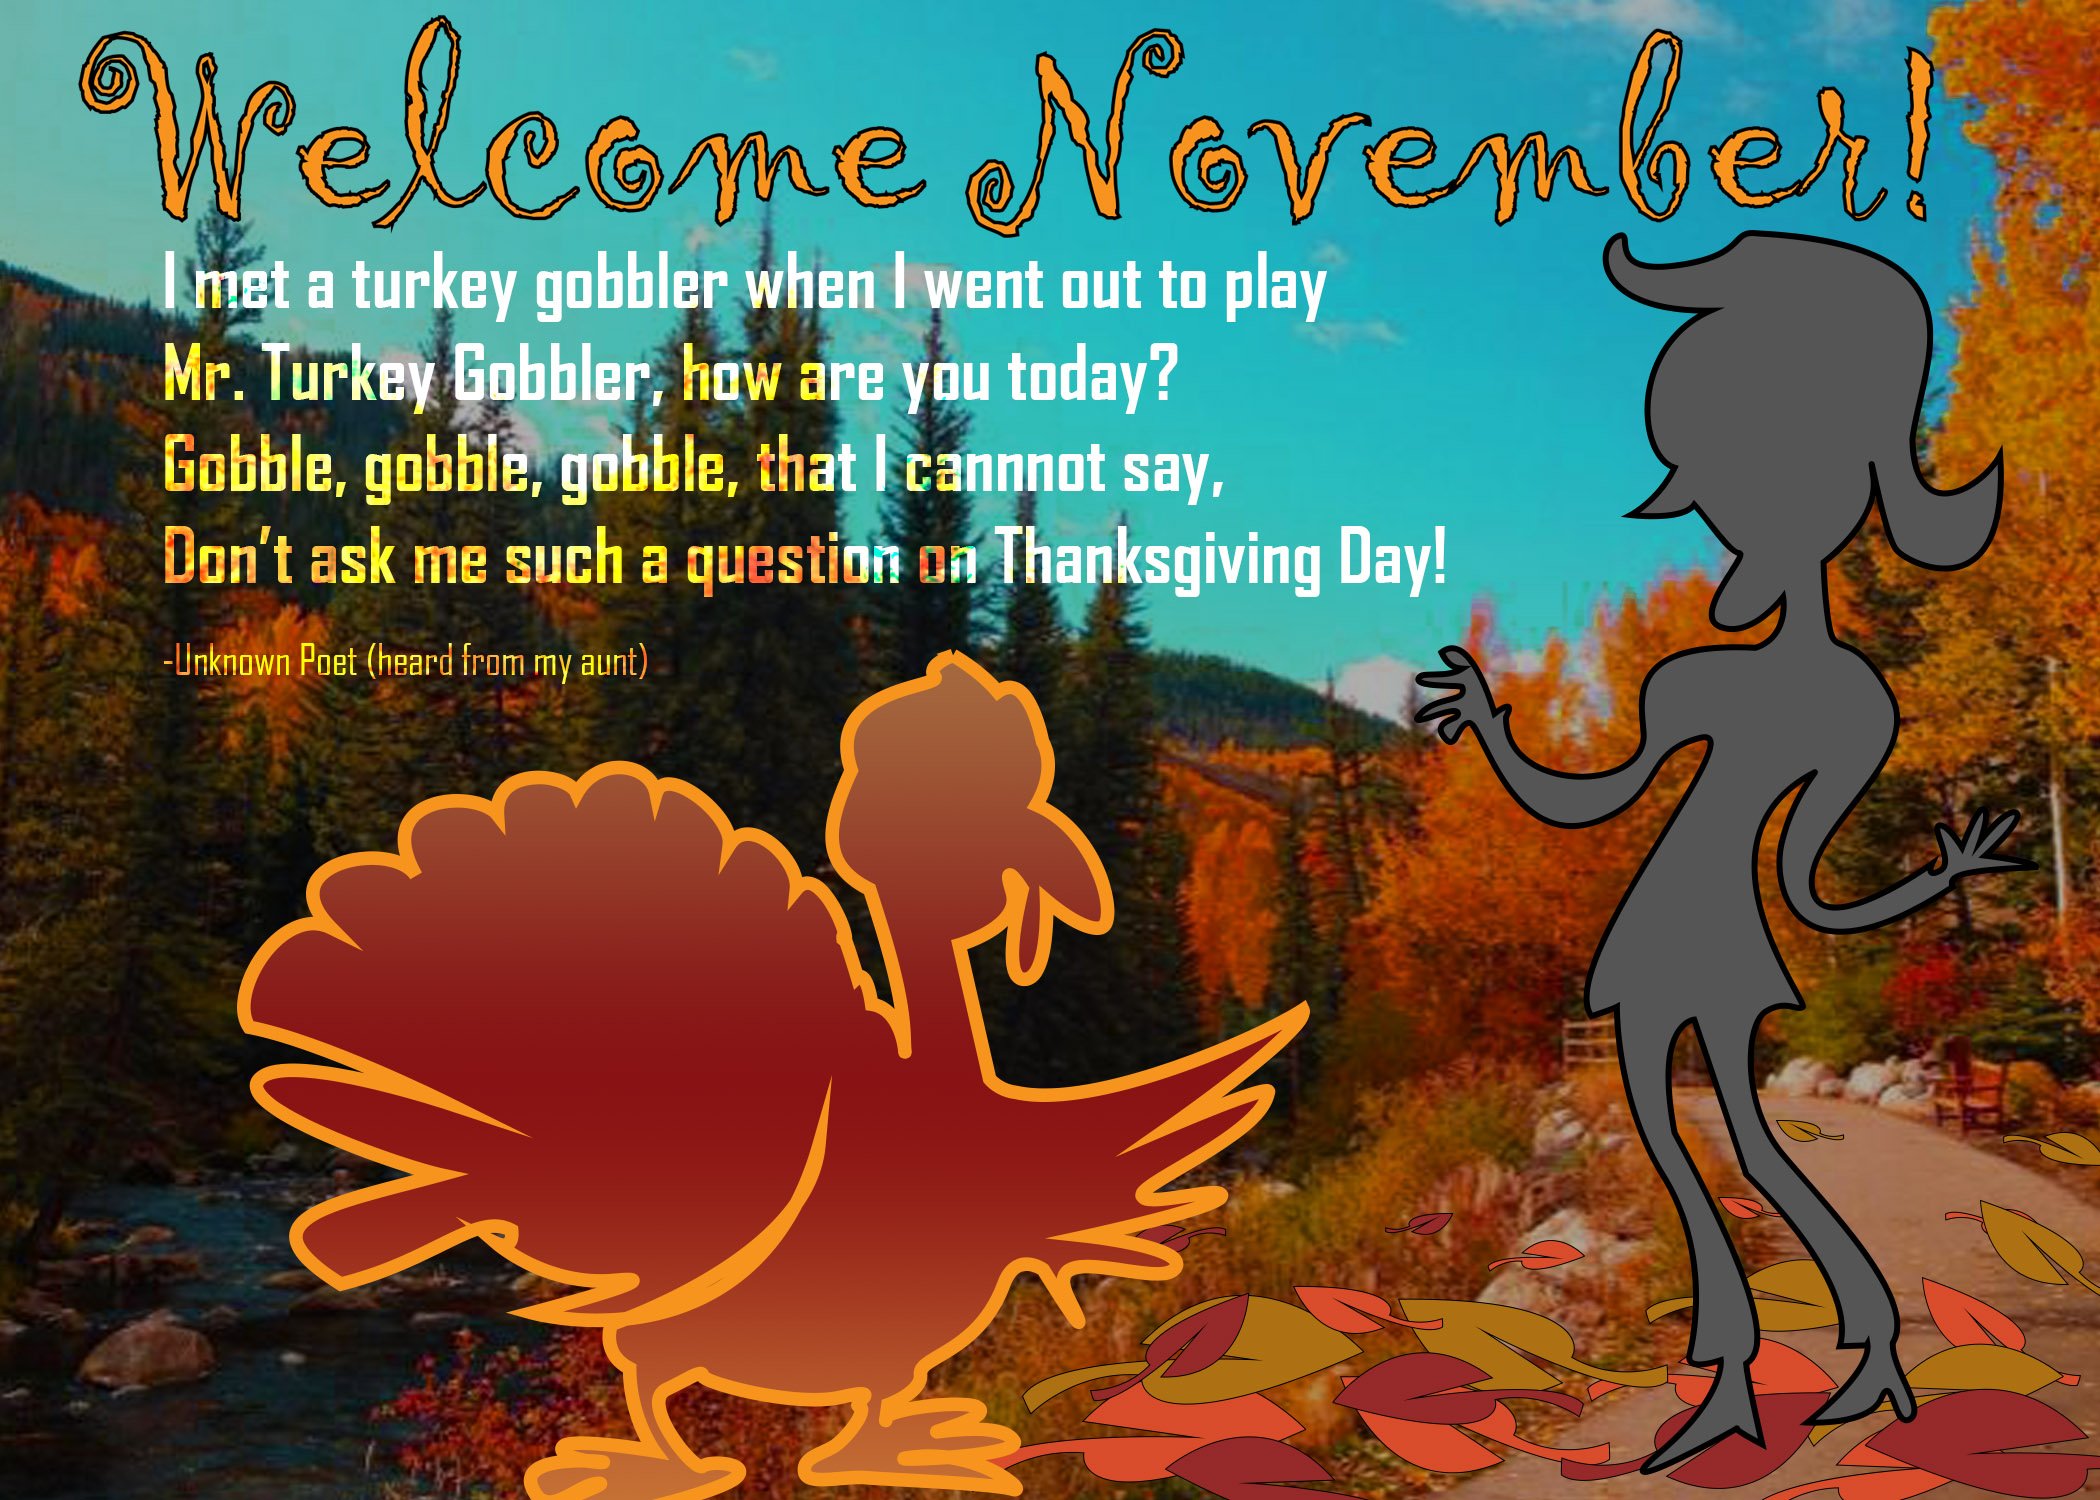 Welcome November!
I met a turkey gobbler when I went out to play
Mr. Turkey Gobbler, how are you today?
Gobble, gobble, gobble, that I cannnot say,
Don't ask me such a question on Thanksgiving Day!
-Unknown Poet (heard from my aunt)